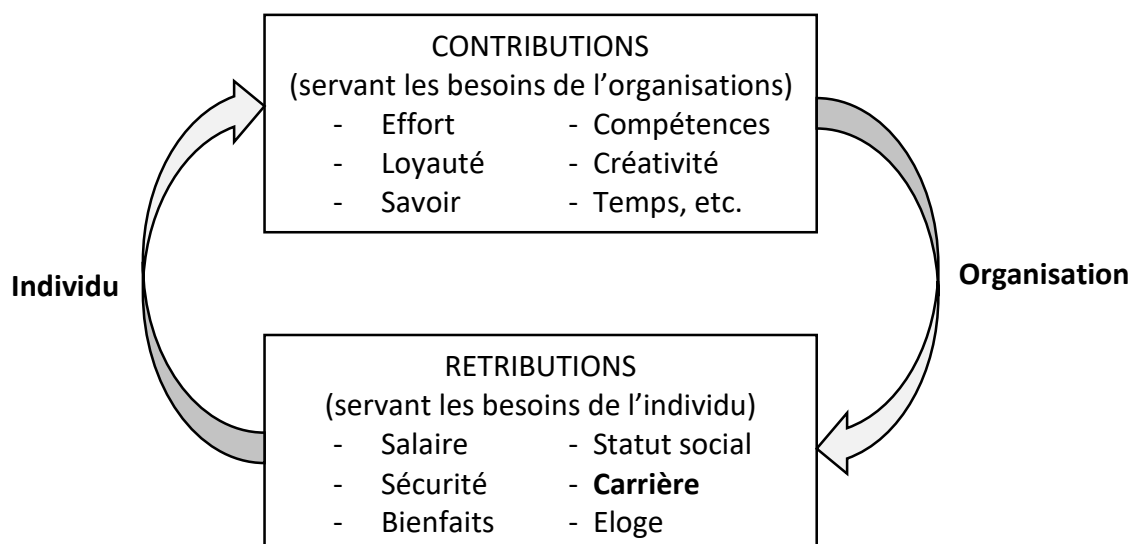 CONTRIBUTIONS
(servant les besoins de l'organisations)
- Effort - Compétences
- Loyauté - Créativité
- Savoir - Temps, etc.
Individu
Organisation
RETRIBUTIONS
(servant les besoins de l'individu)
- Salaire - Statut social
- Sécurité - Carrière
- Bienfaits - Eloge